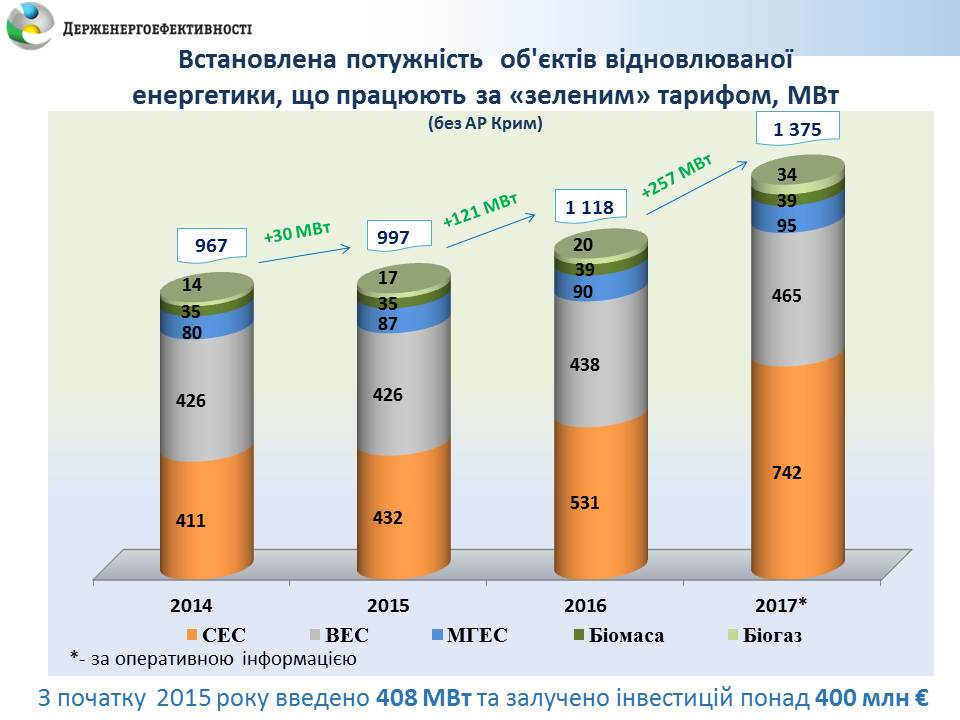 ДЕРЖЕНЕРГОЕФЕКТИВНОСТІ
Встановлена потужність об'єктів відновлюваної
енергетики, що працюють за «зеленим» тарифом, МВт
(без АР Крим)
967
+30 МВт
997
+121 МВт
1 118
+257 МВт
1 375
14
35
80
426
411
17
35
87
426
432
20
39
90
438
531
34
39
95
465
742
2014
2015
2016
2017*
СЕС
ВЕС
МГЕС
Біомаса
Біогаз
*- за оперативною інформацією
З початку 2015 року введено 408 МВт та залучено інвестицій понад 400 млн €